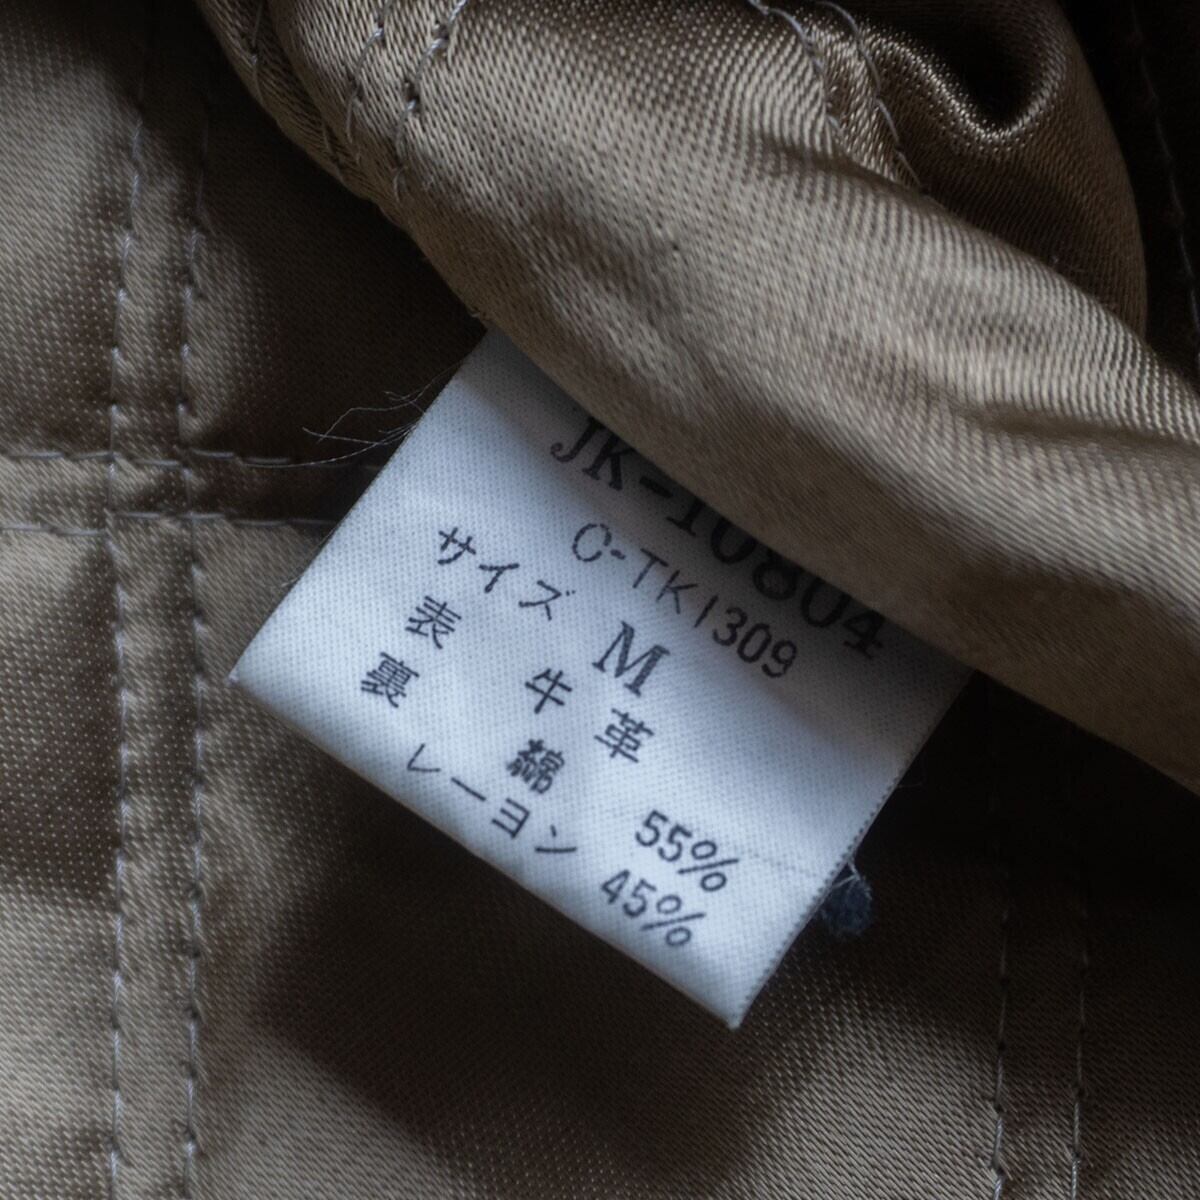 JK-10804
C-TK1309
サイズ M
表 牛革
裏 綿 55%
レーヨン 45%